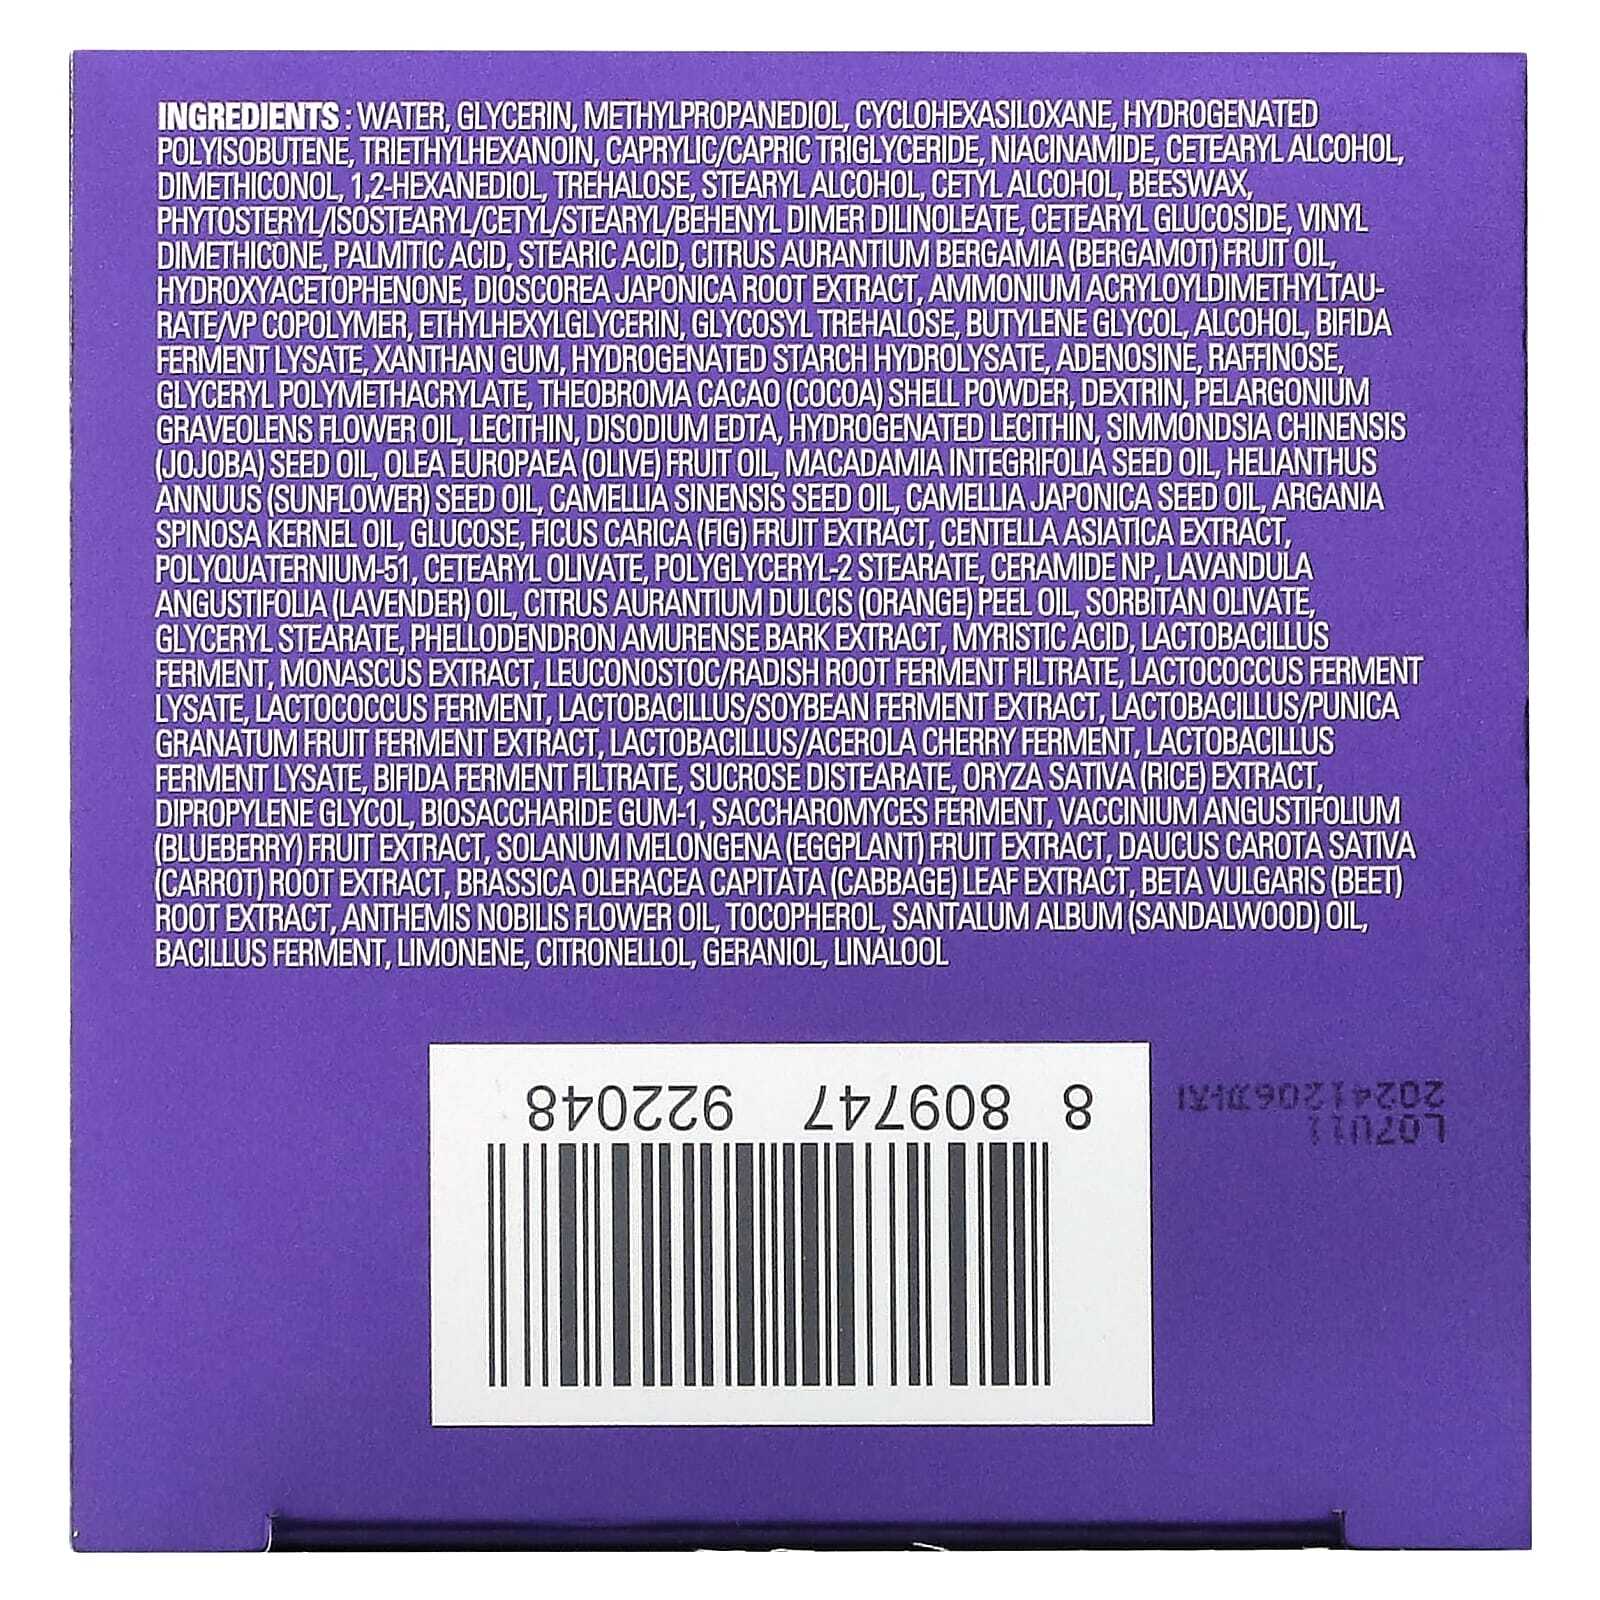 INGREDIENTS : WATER, GLYCERIN, METHYLPROPANEDIOL, CYCLOHEXASILOXANE, HYDROGENATED
POLYISOBUTENE, TRIETHYLHEXANOIN, CAPRYLIC/CAPRIC TRIGLYCERIDE, NIACINAMIDE, CETEARYL ALCOHOL,
DIMETHICONOL, 1,2-HEXANEDIOL, TREHALOSE, STEARYL ALCOHOL, CETYL ALCOHOL, BEESWAX,
PHYTOSTERYL/ISOSTEARYL/CETYL/STEARYL/BEHENYL DIMER DILINOLEATE, CETEARYL GLUCOSIDE, VINYL
DIMETHICONE, PALMITIC ACID, STEARIC ACID, CITRUS AURANTIUM BERGAMIA (BERGAMOT) FRUIT OIL,
HYDROXYACETOPHENONE, DIOSCOREA JAPONICA ROOT EXTRACT, AMMONIUM ACRYLOYLDIMETHYLTAU-
RATE/VP COPOLYMER, ETHYLHEXYLGLYCERIN, GLYCOSYL TREHALOSE, BUTYLENE GLYCOL, ALCOHOL, BIFIDA
FERMENT LYSATE, XANTHAN GUM, HYDROGENATED STARCH HYDROLYSATE, ADENOSINE, RAFFINOSE,
GLYCERYL POLYMETHACRYLATE, THEOBROMA CACAO (COCOA) SHELL POWDER, DEXTRIN, PELARGONIUM
GRAVEOLENS FLOWER OIL, LECITHIN, DISODIUM EDTA, HYDROGENATED LECITHIN, SIMMONDSIA CHINENSIS
(JOJOBA) SEED OIL, OLEA EUROPAEA (OLIVE) FRUIT OIL, MACADAMIA INTEGRIFOLIA SEED OIL, HELIANTHUS
ANNUUS (SUNFLOWER) SEED OIL, CAMELLIA SINENSIS SEED OIL, CAMELLIA JAPONICA SEED OIL, ARGANIA
SPINOSA KERNEL OIL, GLUCOSE, FICUS CARICA (FIG) FRUIT EXTRACT, CENTELLA ASIATICA EXTRACT,
POLYQUATERNIUM-51, CETEARYL OLIVATE, POLYGLYCERYL-2 STEARATE, CERAMIDE NP, LAVANDULA
ANGUSTIFOLIA (LAVENDER) OIL, CITRUS AURANTIUM DULCIS (ORANGE) PEEL OIL, SORBITAN OLIVATE,
GLYCERYL STEARATE, PHELLODENDRON AMURENSE BARK EXTRACT, MYRISTIC ACID, LACTOBACILLUS
FERMENT, MONASCUS EXTRACT, LEUCONOSTOC/RADISH ROOT FERMENT FILTRATE, LACTOCOCCUS FERMENT
LYSATE, LACTOCOCCUS FERMENT, LACTOBACILLUS/SOYBEAN FERMENT EXTRACT, LACTOBACILLUS/PUNICA
GRANATUM FRUIT FERMENT EXTRACT, LACTOBACILLUS/ACEROLA CHERRY FERMENT, LACTOBACILLUS
FERMENT LYSATE, BIFIDA FERMENT FILTRATE, SUCROSE DISTEARATE, ORYZA SATIVA (RICE) EXTRACT,
DIPROPYLENE GLYCOL, BIOSACCHARIDE GUM-1, SACCHAROMYCES FERMENT, VACCINIUM ANGUSTIFOLIUM
(BLUEBERRY) FRUIT EXTRACT, SOLANUM MELONGENA (EGGPLANT) FRUIT EXTRACT, DAUCUS CAROTA SATIVA
(CARROT) ROOT EXTRACT, BRASSICA OLERACEA CAPITATA (CABBAGE) LEAF EXTRACT, BETA VULGARIS (BEET)
ROOT EXTRACT, ANTHEMIS NOBILIS FLOWER OIL, TOCOPHEROL, SANTALUM ALBUM (SANDALWOOD) OIL,
BACILLUS FERMENT, LIMONENE, CITRONELLOL, GERANIOL, LINALOOL
8 809747 922048
L07U11
20241206까지